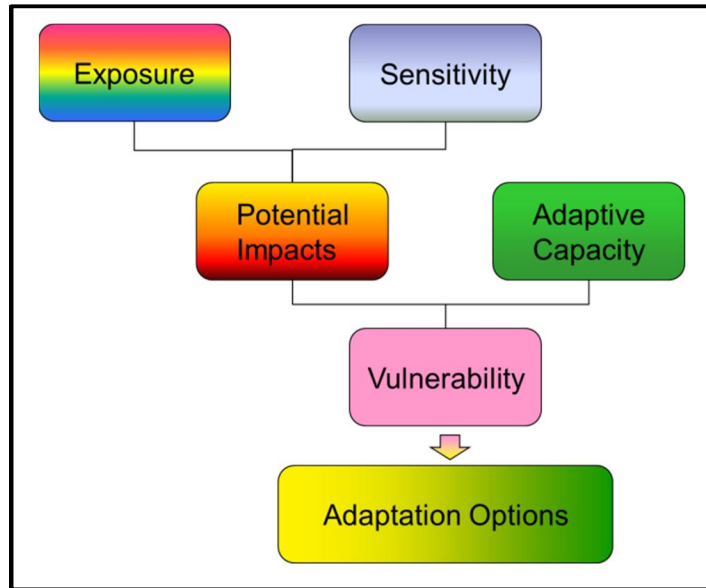 Exposure
Sensitivity
Potential
Impacts
Adaptive
Capacity
Vulnerability
Adaptation Options